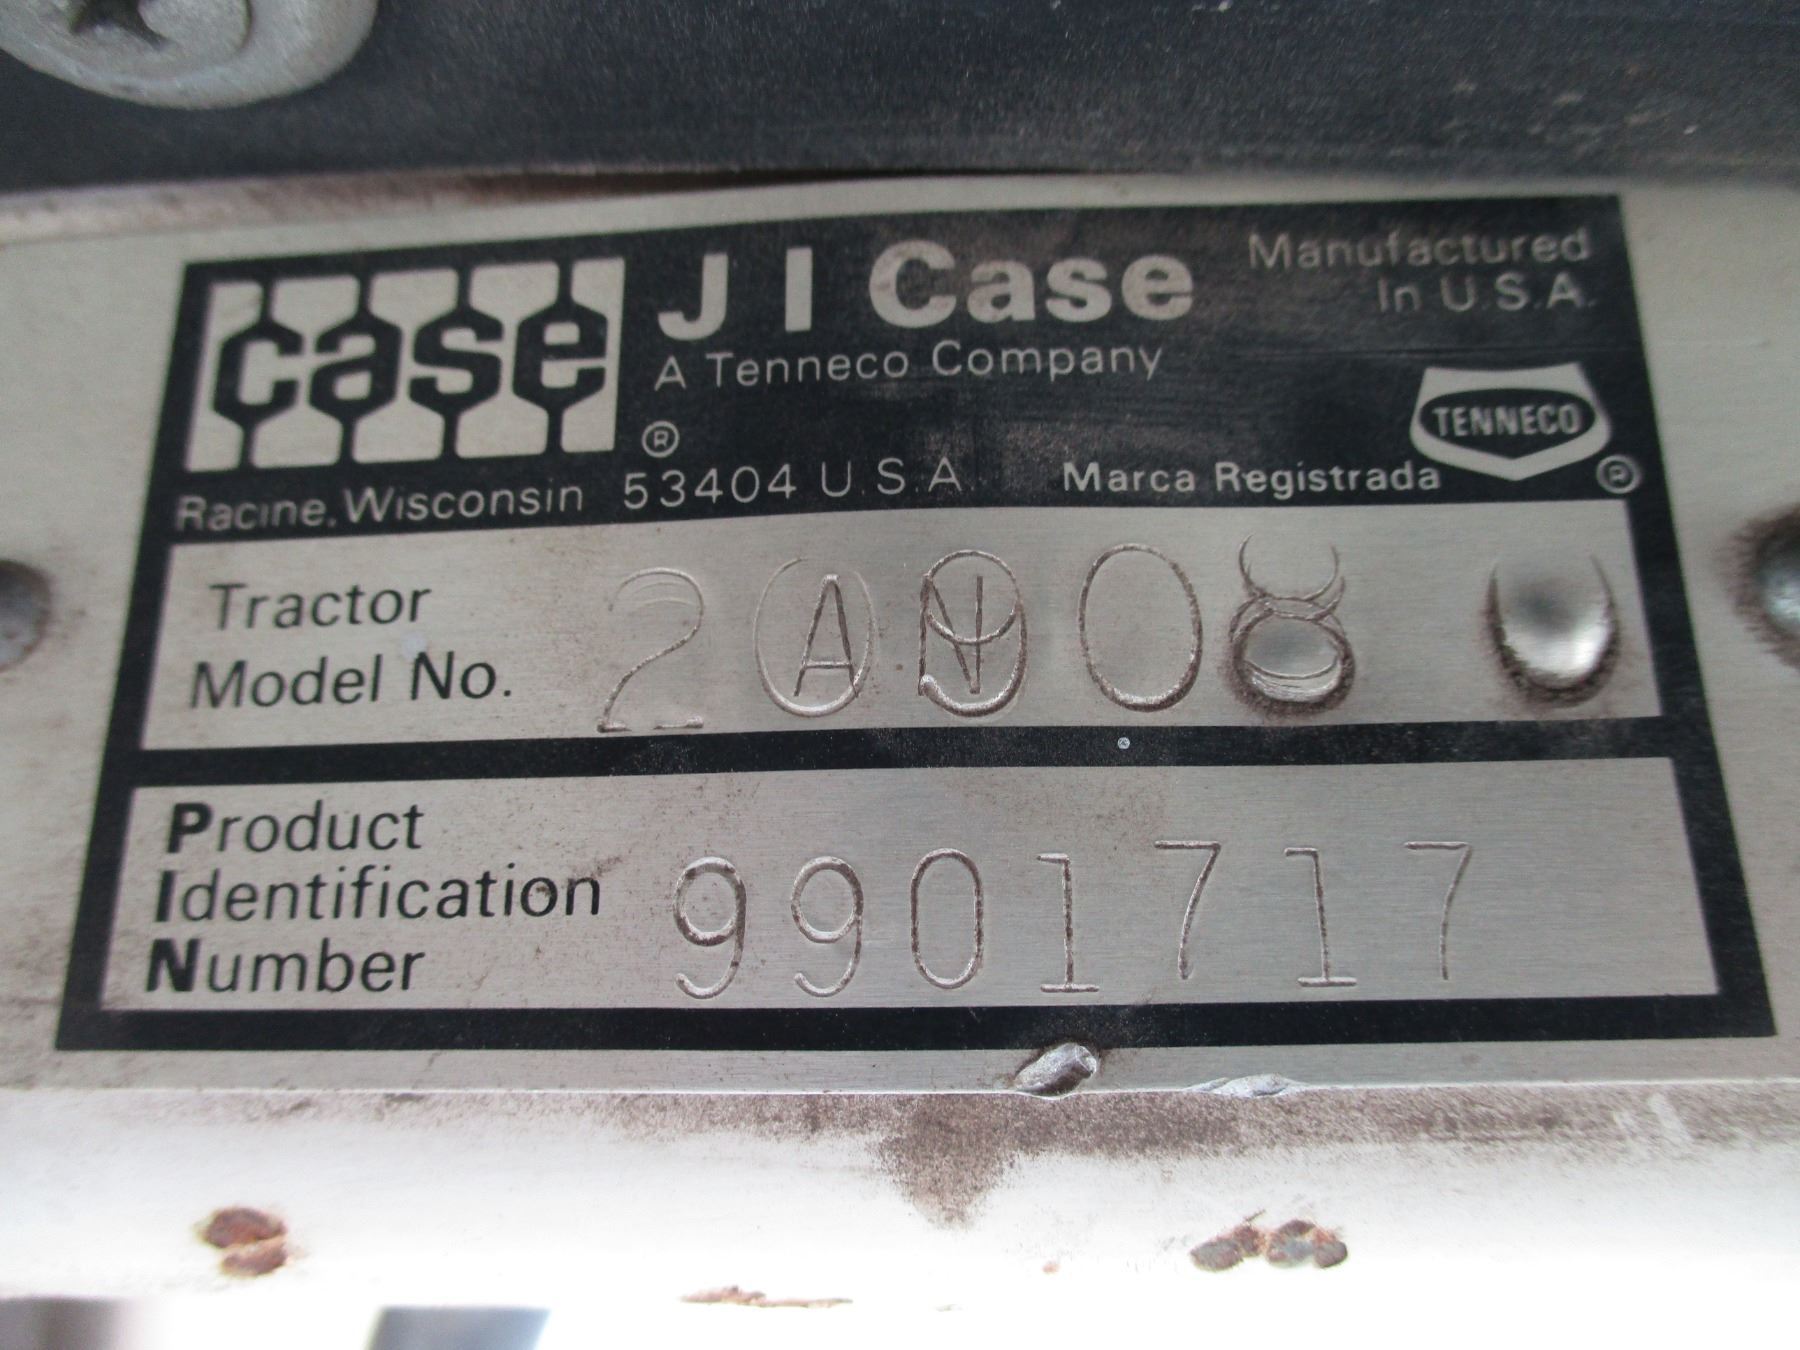 case J I Case Manufactured
In U.S.A.
A Tenneco Company
TENNECO
®
Racine, Wisconsin 53404 U.S.A. Marca Registrada ®
Tractor
Model No.
Product
Identification
Number 9901717